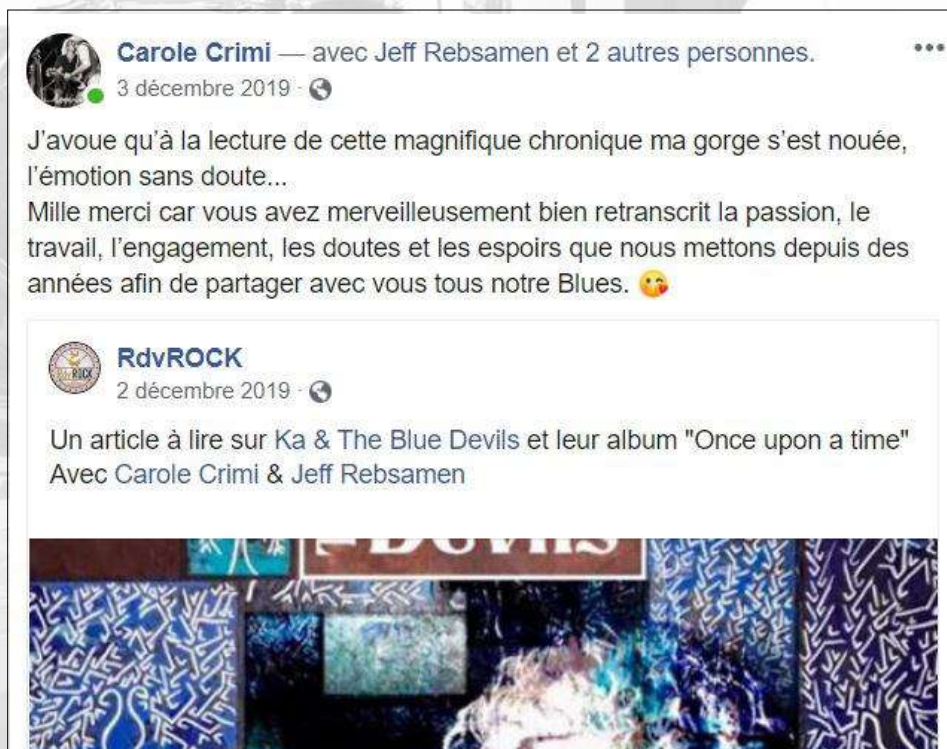 Carole Crimi — avec Jeff Rebsamen et 2 autres personnes.
3 décembre 2019 ·
J’avoue qu’à la lecture de cette magnifique chronique ma gorge s’est nouée,
l’émotion sans doute...
Mille merci car vous avez merveilleusement bien retranscrit la passion, le
travail, l’engagement, les doutes et les espoirs que nous mettons depuis des
années afin de partager avec vous tous notre Blues.
RdvROCK
2 décembre 2019 ·
Un article à lire sur Ka & The Blue Devils et leur album "Once upon a time"
Avec Carole Crimi & Jeff Rebsamen
DEVILS